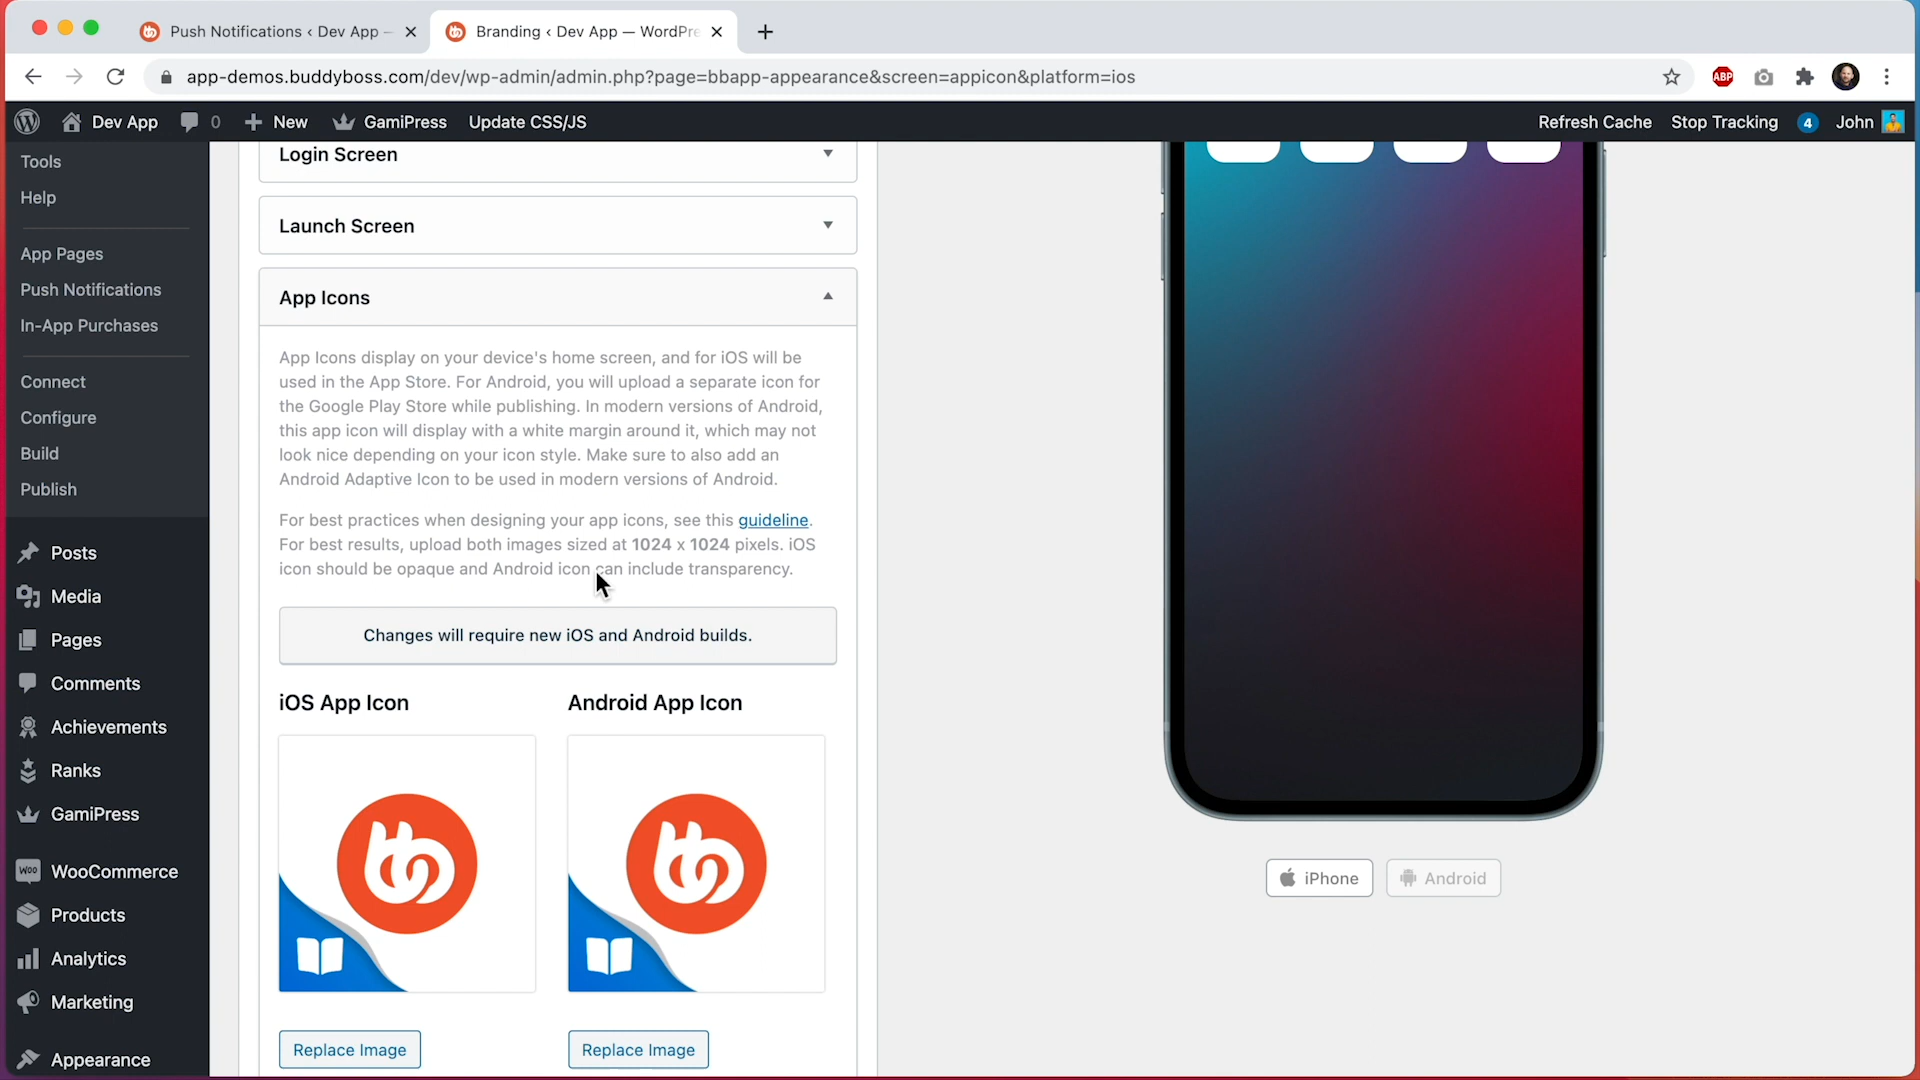 Push Notifications ‹ Dev App –
Branding ‹ Dev App — WordPre
app-demos.buddyboss.com/dev/wp-admin/admin.php?page=bbapp-appearance&screen=appicon&platform=ios
ABP
Dev App
0
New
GamiPress
Update CSS/JS
Refresh Cache
Stop Tracking
4
John
Tools
Help
App Pages
Push Notifications
In-App Purchases
Connect
Configure
Build
Publish
Posts
Media
Pages
Comments
Achievements
Ranks
GamiPress
WOO
WooCommerce
Products
Analytics
Marketing
Appearance
Login Screen
Launch Screen
App Icons
App Icons display on your device's home screen, and for iOS will be
used in the App Store. For Android, you will upload a separate icon for
the Google Play Store while publishing. In modern versions of Android,
this app icon will display with a white margin around it, which may not
look nice depending on your icon style. Make sure to also add an
Android Adaptive Icon to be used in modern versions of Android.
For best practices when designing your app icons, see this guideline.
For best results, upload both images sized at 1024 x 1024 pixels. iOS
icon should be opaque and Android icon can include transparency.
Changes will require new iOS and Android builds.
iOS App Icon
Android App Icon
Replace Image
Replace Image
iPhone
Android